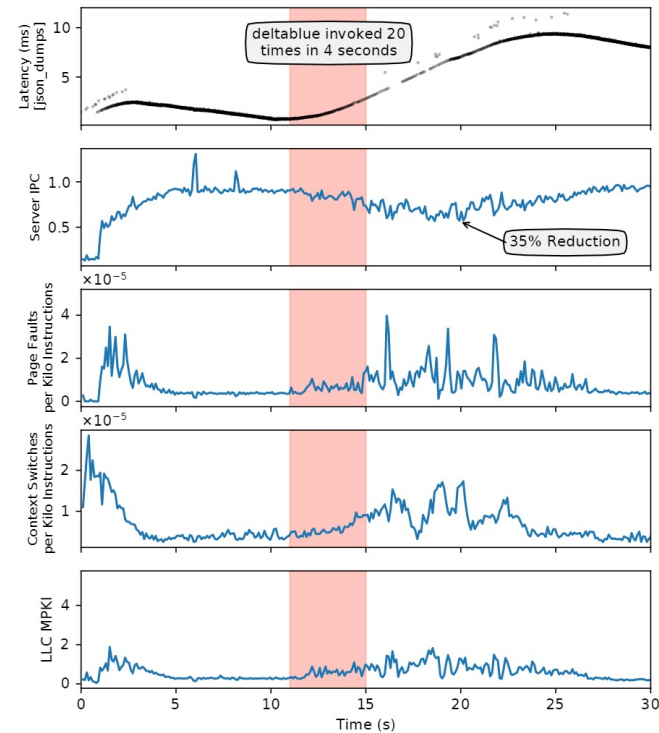 10
5
Latency (ms)
[json_dumps]
deltablue invoked 20
times in 4 seconds
1.0
0.5
Server IPC
35% Reduction
×10⁻⁵
4
2
0
Page Faults
per Kilo Instructions
×10⁻⁵
2
1
Context Switches
per Kilo Instructions
4
2
0
LLC MPKI
0 5 10 15 20 25 30
Time (s)